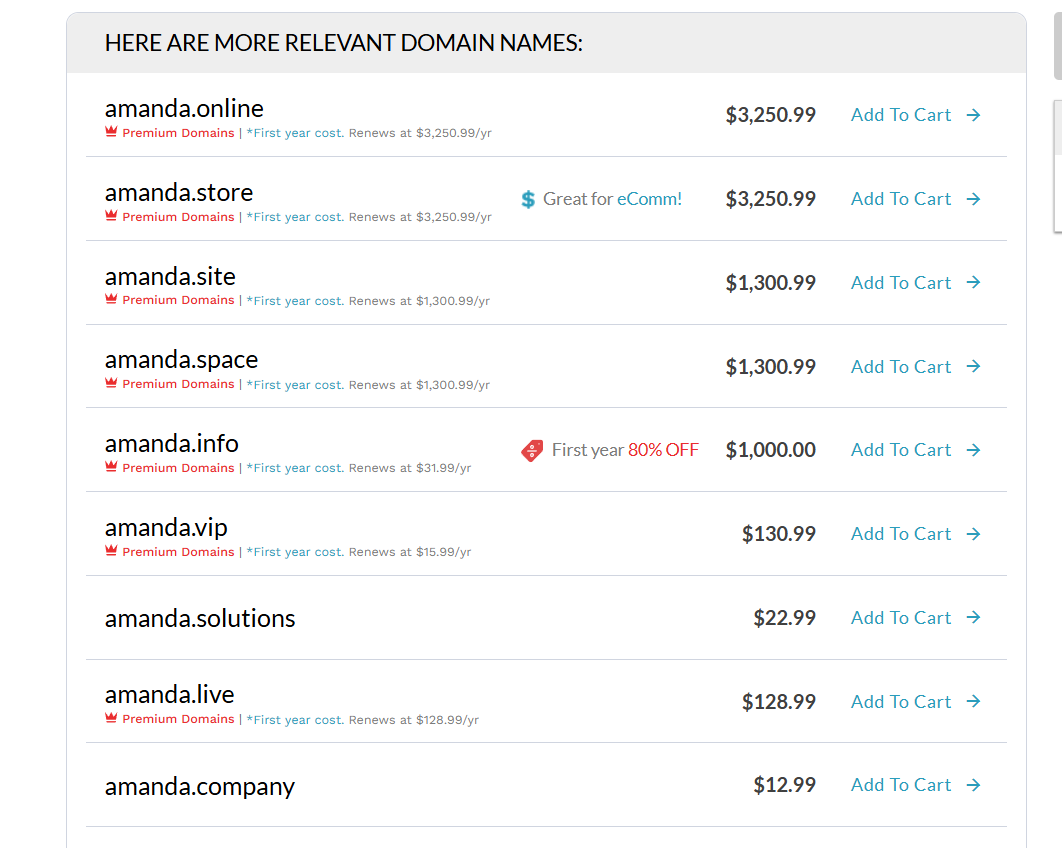 HERE ARE MORE RELEVANT DOMAIN NAMES:
amanda.online
Premium Domains | *First year cost. Renews at $3,250.99/yr
$3,250.99 Add To Cart →
amanda.store
Premium Domains | *First year cost. Renews at $3,250.99/yr
$ Great for eComm! $3,250.99 Add To Cart →
amanda.site
Premium Domains | *First year cost. Renews at $1,300.99/yr
$1,300.99 Add To Cart →
amanda.space
Premium Domains | *First year cost. Renews at $1,300.99/yr
$1,300.99 Add To Cart →
amanda.info
Premium Domains | *First year cost. Renews at $31.99/yr
First year 80% OFF $1,000.00 Add To Cart →
amanda.vip
Premium Domains | *First year cost. Renews at $15.99/yr
$130.99 Add To Cart →
amanda.solutions $22.99 Add To Cart →
amanda.live
Premium Domains | *First year cost. Renews at $128.99/yr
$128.99 Add To Cart →
amanda.company $12.99 Add To Cart →